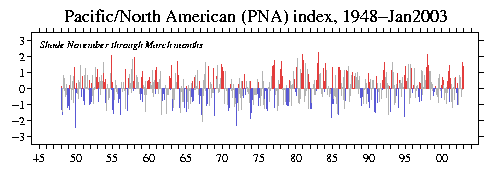 Pacific/North American (PNA) index, 1948–Jan2003
Shade November through March months
3
2
1
0
−1
−2
−3
45 50 55 60 65 70 75 80 85 90 95 00